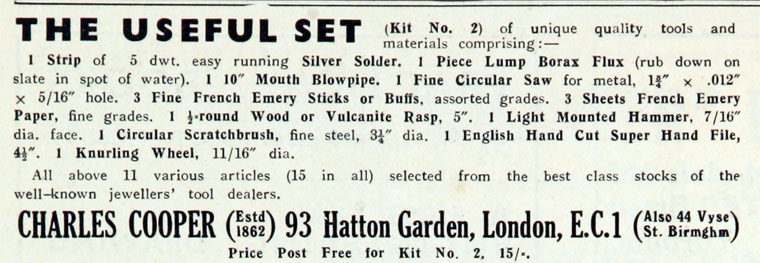 THE USEFUL SET (Kit No. 2) of unique quality tools and
materials comprising:—
1 Strip of 5 dwt. easy running Silver Solder. 1 Piece Lump Borax Flux (rub down on
slate in spot of water). 1 10" Mouth Blowpipe. 1 Fine Circular Saw for metal, 1¾" × .012"
× 5/16" hole. 3 Fine French Emery Sticks or Buffs, assorted grades. 3 Sheets French Emery
Paper, fine grades. 1 ½-round Wood or Vulcanite Rasp, 5". 1 Light Mounted Hammer, 7/16"
dia. face. 1 Circular Scratchbrush, fine steel, 3¼" dia. 1 English Hand Cut Super Hand File,
4½". 1 Knurling Wheel, 11/16" dia.
All above 11 various articles (15 in all) selected from the best class stocks of the
well-known jewellers' tool dealers.
CHARLES COOPER (Estd 1862) 93 Hatton Garden, London, E.C.1 (Also 44 Vyse St. Birmghm)
Price Post Free for Kit No. 2, 15/-.